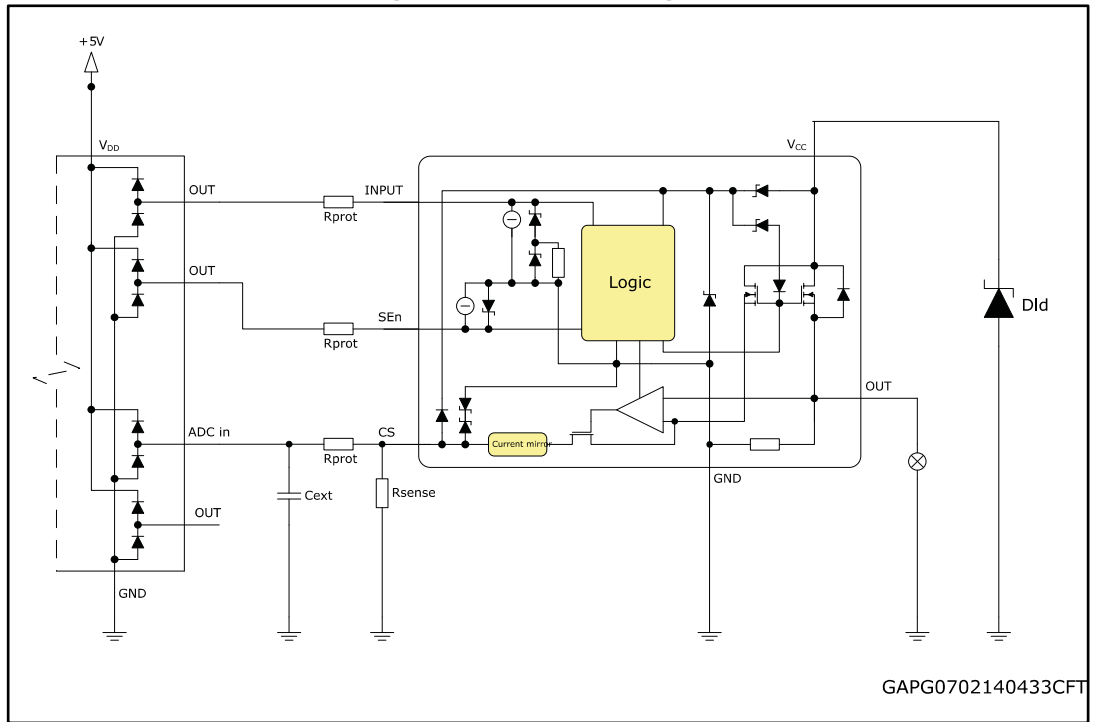 +5V
VDD
OUT
Rprot
INPUT
VCC
OUT
Rprot
SEn
Logic
Dld
OUT
ADC in
Rprot
CS
Current mirror
GND
Cext
Rsense
OUT
GND
GAPG0702140433CFT